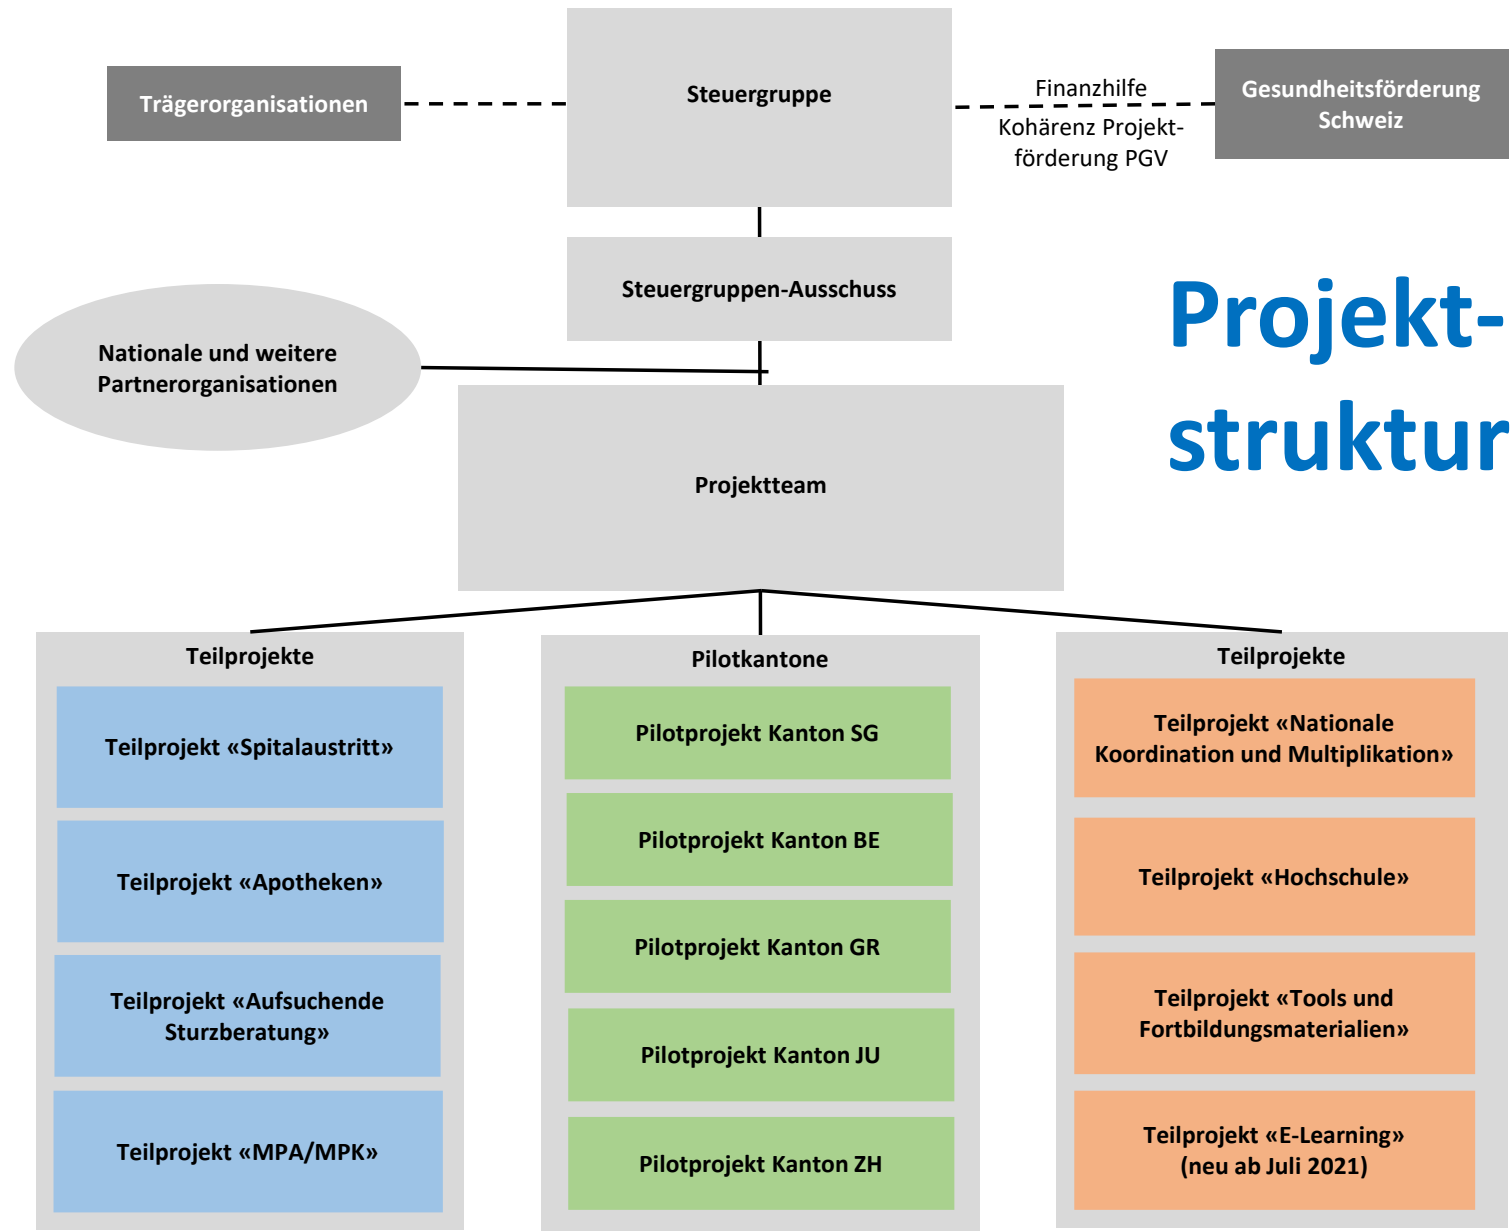 Steuergruppe
Trägerorganisationen
Finanzhilfe
Kohärenz Projekt-
förderung PGV
Gesundheitsförderung
Schweiz
Steuergruppen-Ausschuss
Projekt-
struktur
Nationale und weitere
Partnerorganisationen
Projektteam
Teilprojekte
Teilprojekt «Spitalaustritt»
Teilprojekt «Apotheken»
Teilprojekt «Aufsuchende
Sturzberatung»
Teilprojekt «MPA/MPK»
Pilotkantone
Pilotprojekt Kanton SG
Pilotprojekt Kanton BE
Pilotprojekt Kanton GR
Pilotprojekt Kanton JU
Pilotprojekt Kanton ZH
Teilprojekte
Teilprojekt «Nationale
Koordination und Multiplikation»
Teilprojekt «Hochschule»
Teilprojekt «Tools und
Fortbildungsmaterialien»
Teilprojekt «E-Learning»
(neu ab Juli 2021)